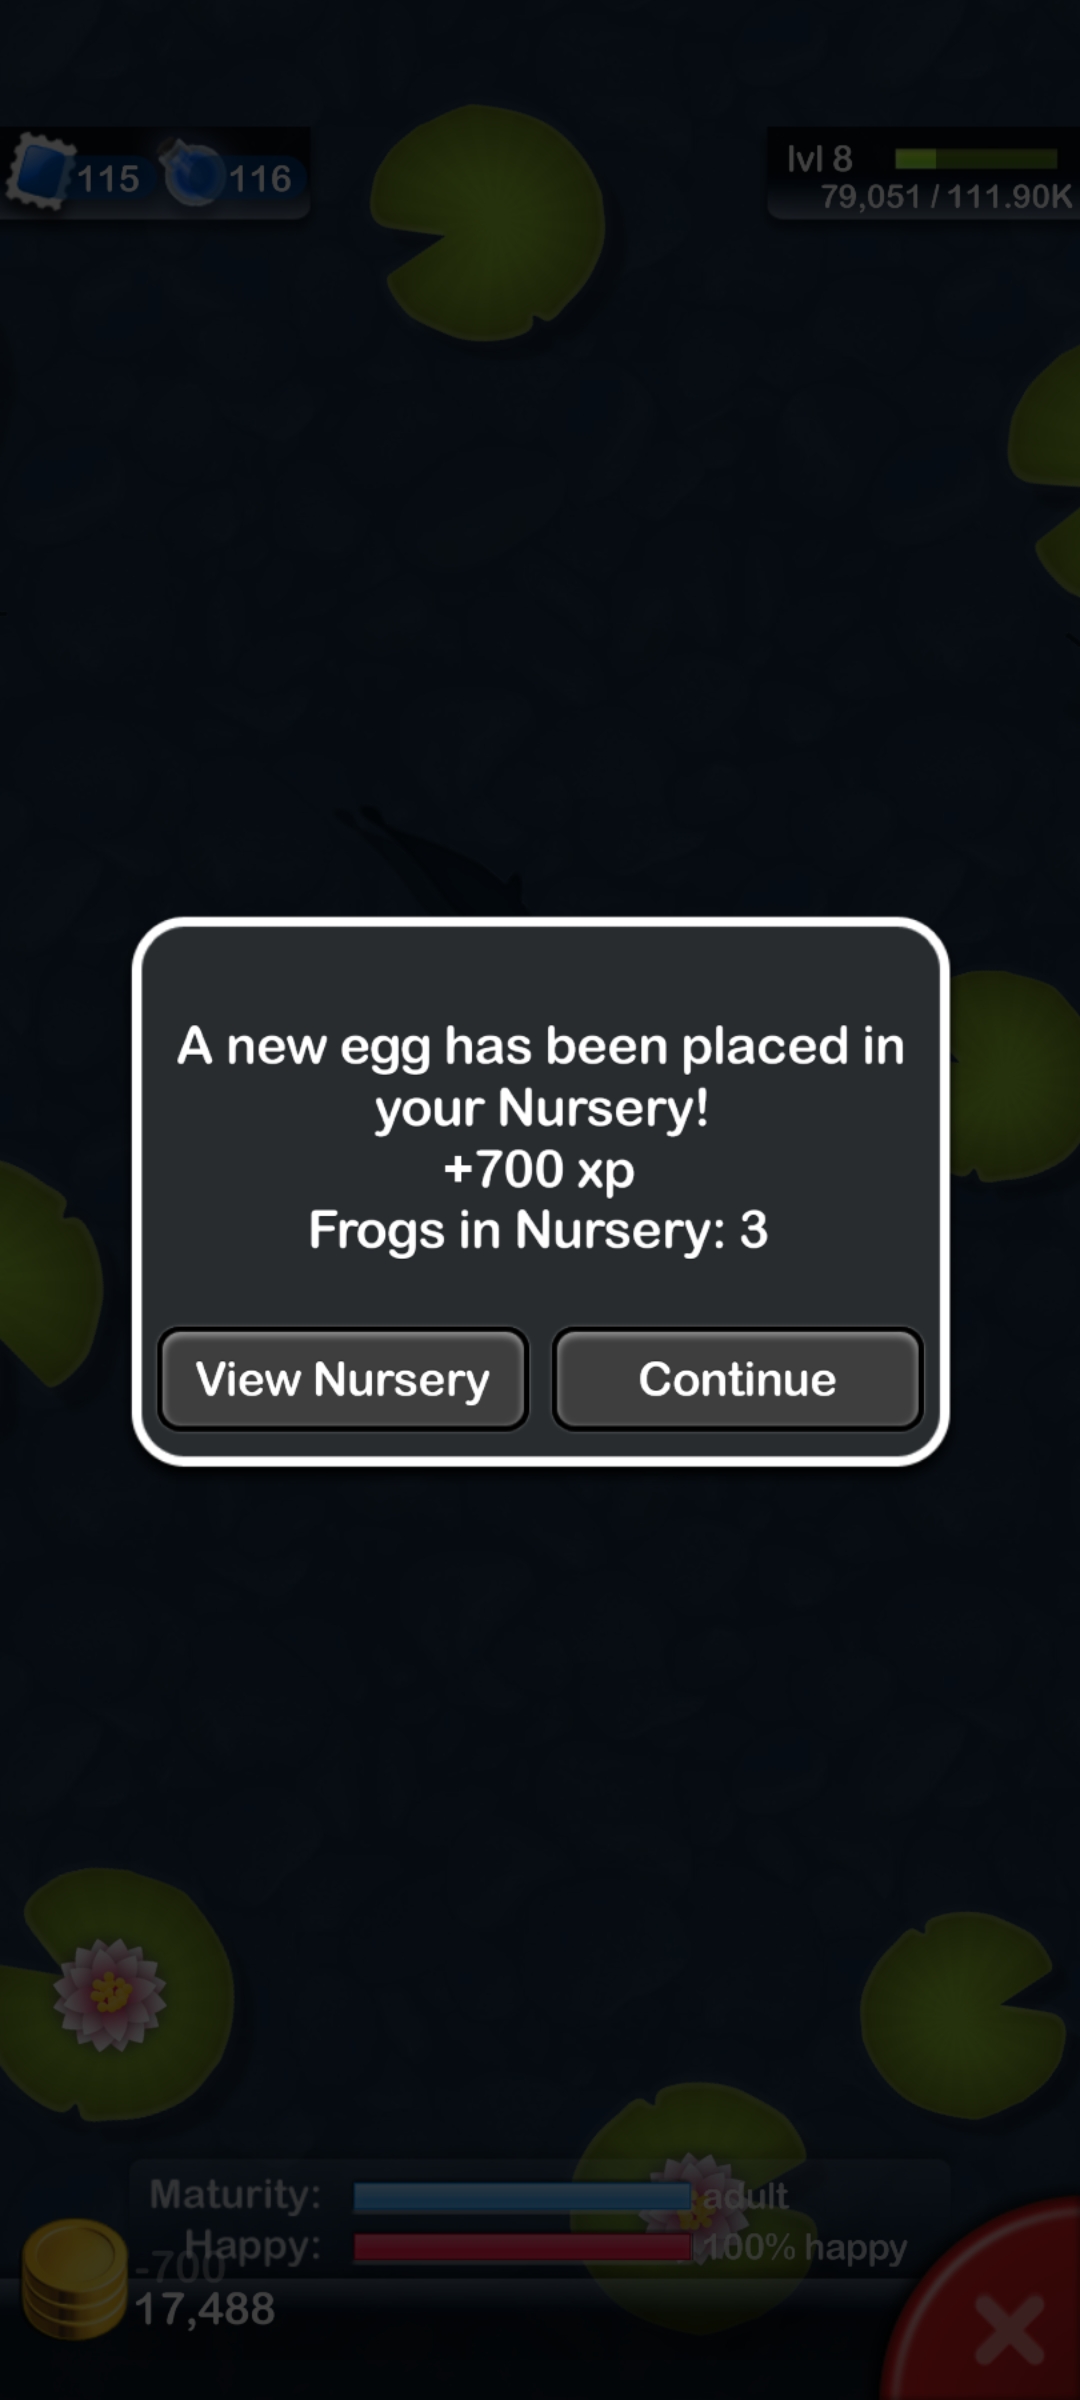 115 116
lvl 8
79,051 / 111.90K
A new egg has been placed in
your Nursery!
+700 xp
Frogs in Nursery: 3
View Nursery Continue
Maturity: adult
Happy: 100% happy
-700
17,488